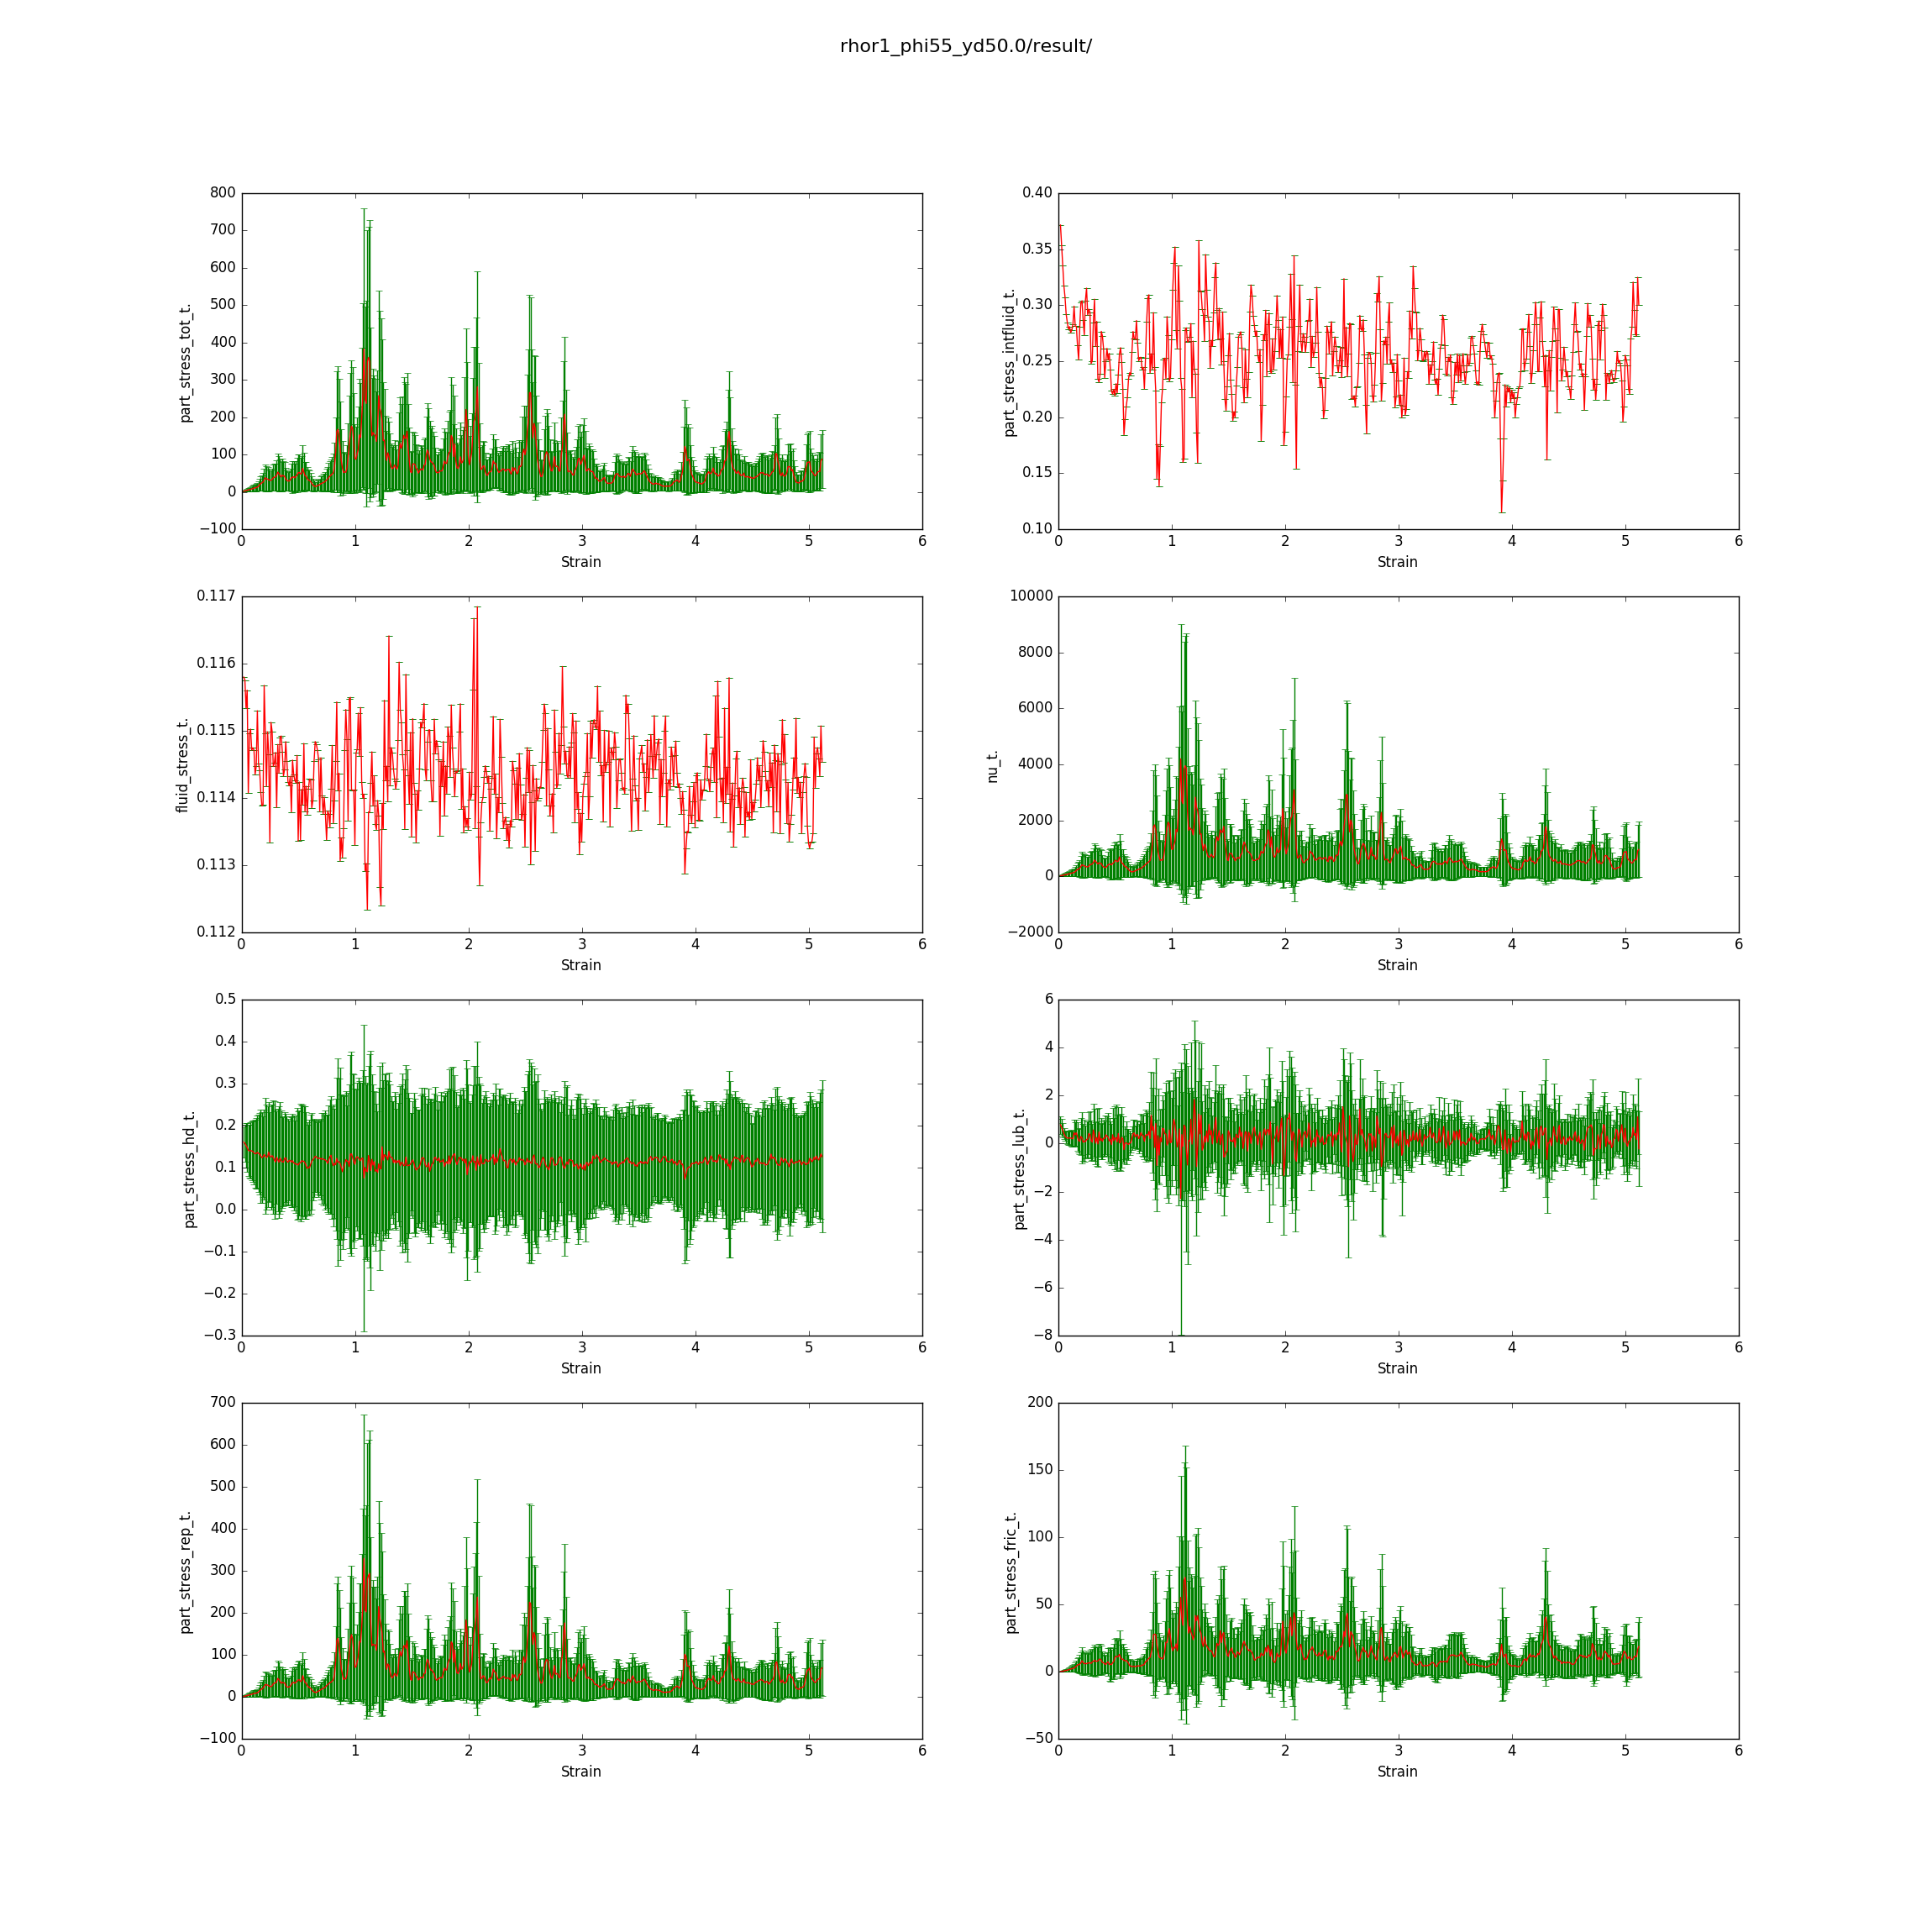 rhor1_phi55_yd50.0/result/
800
700
600
500
400
300
200
100
0
−100
part_stress_tot_t.
0 1 2 3 4 5 6
Strain
0.40
0.35
0.30
0.25
0.20
0.15
0.10
part_stress_intfluid_t.
0 1 2 3 4 5 6
Strain
0.117
0.116
0.115
0.114
0.113
0.112
fluid_stress_t.
0 1 2 3 4 5 6
Strain
10000
8000
6000
4000
2000
0
−2000
nu_t.
0 1 2 3 4 5 6
Strain
0.5
0.4
0.3
0.2
0.1
0.0
−0.1
−0.2
−0.3
part_stress_hd_t.
0 1 2 3 4 5 6
Strain
6
4
2
0
−2
−4
−6
−8
part_stress_lub_t.
0 1 2 3 4 5 6
Strain
700
600
500
400
300
200
100
0
−100
part_stress_rep_t.
0 1 2 3 4 5 6
Strain
200
150
100
50
0
−50
part_stress_fric_t.
0 1 2 3 4 5 6
Strain